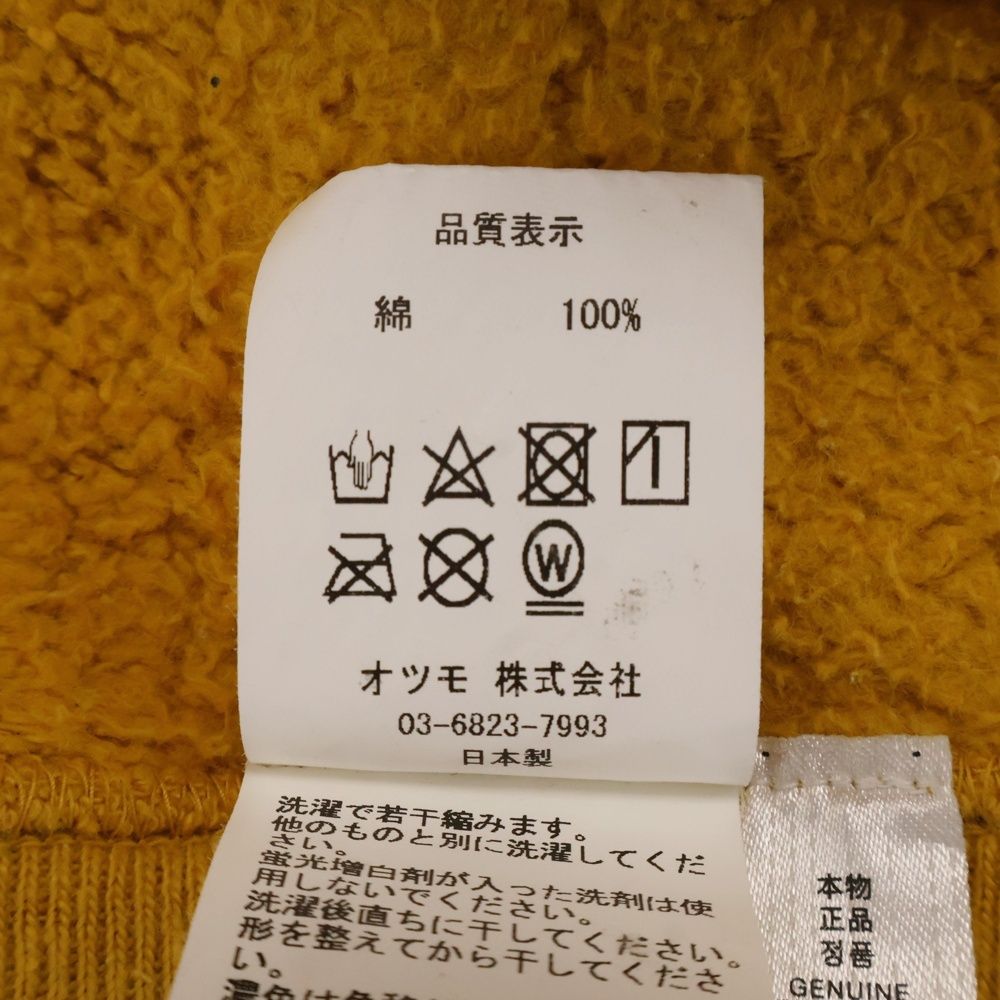 品質表示
綿 100%
W
オツモ 株式会社
03-6823-7993
日本製
洗濯で若干縮みます。
他のものと別に洗濯してくだ
さい。
蛍光増白剤が入った洗剤は使
用しないでください。
洗濯後直ちに干してください。
形を整えてから干してくださ
い。
濃色は色移
本物
正品
정품
GENUINE